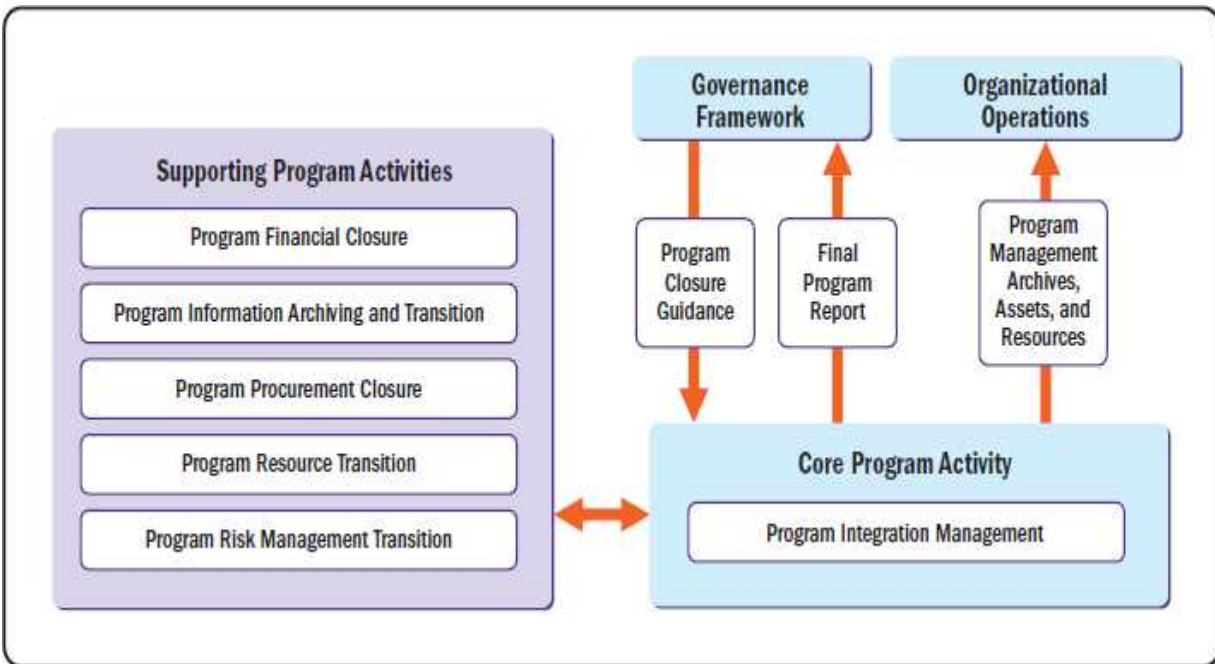 Governance
Framework
Organizational
Operations
Supporting Program Activities
Program Financial Closure
Program Information Archiving and Transition
Program Procurement Closure
Program Resource Transition
Program Risk Management Transition
Program
Closure
Guidance
Final
Program
Report
Program
Management
Archives,
Assets, and
Resources
Core Program Activity
Program Integration Management